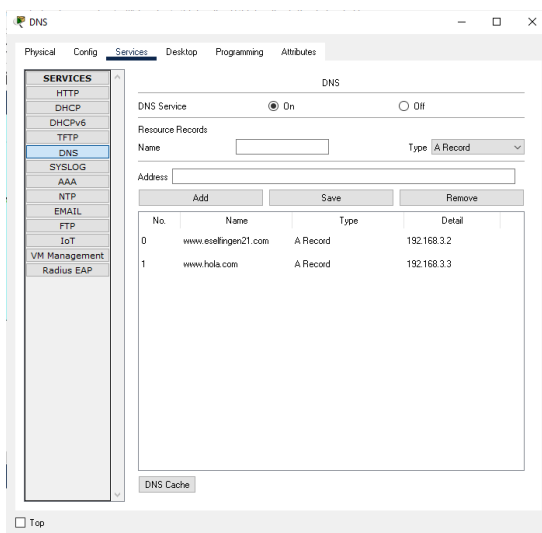 DNS
Physical Config Services Desktop Programming Attributes
SERVICES
HTTP
DHCP
DHCPv6
TFTP
DNS
SYSLOG
AAA
NTP
EMAIL
FTP
IoT
VM Management
Radius EAP
DNS
DNS Service On Off
Resource Records
Name Type A Record
Address
Add Save Remove
No. Name Type Detail
0 www.eselfingen21.com A Record 192.168.3.2
1 www.hola.com A Record 192.168.3.3
DNS Cache
Top